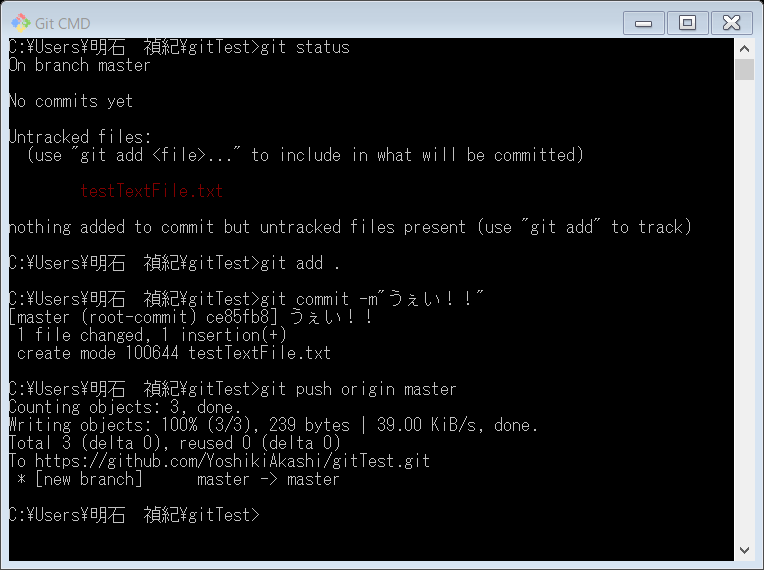 Git CMD
C:¥Users¥明石　禎紀¥gitTest>git status
On branch master
No commits yet
Untracked files:
  (use "git add <file>..." to include in what will be committed)
        testTextFile.txt
nothing added to commit but untracked files present (use "git add" to track)
C:¥Users¥明石　禎紀¥gitTest>git add .
C:¥Users¥明石　禎紀¥gitTest>git commit -m"うぇい！！"
[master (root-commit) ce85fb8] うぇい！！
 1 file changed, 1 insertion(+)
 create mode 100644 testTextFile.txt
C:¥Users¥明石　禎紀¥gitTest>git push origin master
Counting objects: 3, done.
Writing objects: 100% (3/3), 239 bytes | 39.00 KiB/s, done.
Total 3 (delta 0), reused 0 (delta 0)
To https://github.com/YoshikiAkashi/gitTest.git
 * [new branch]      master -> master
C:¥Users¥明石　禎紀¥gitTest>